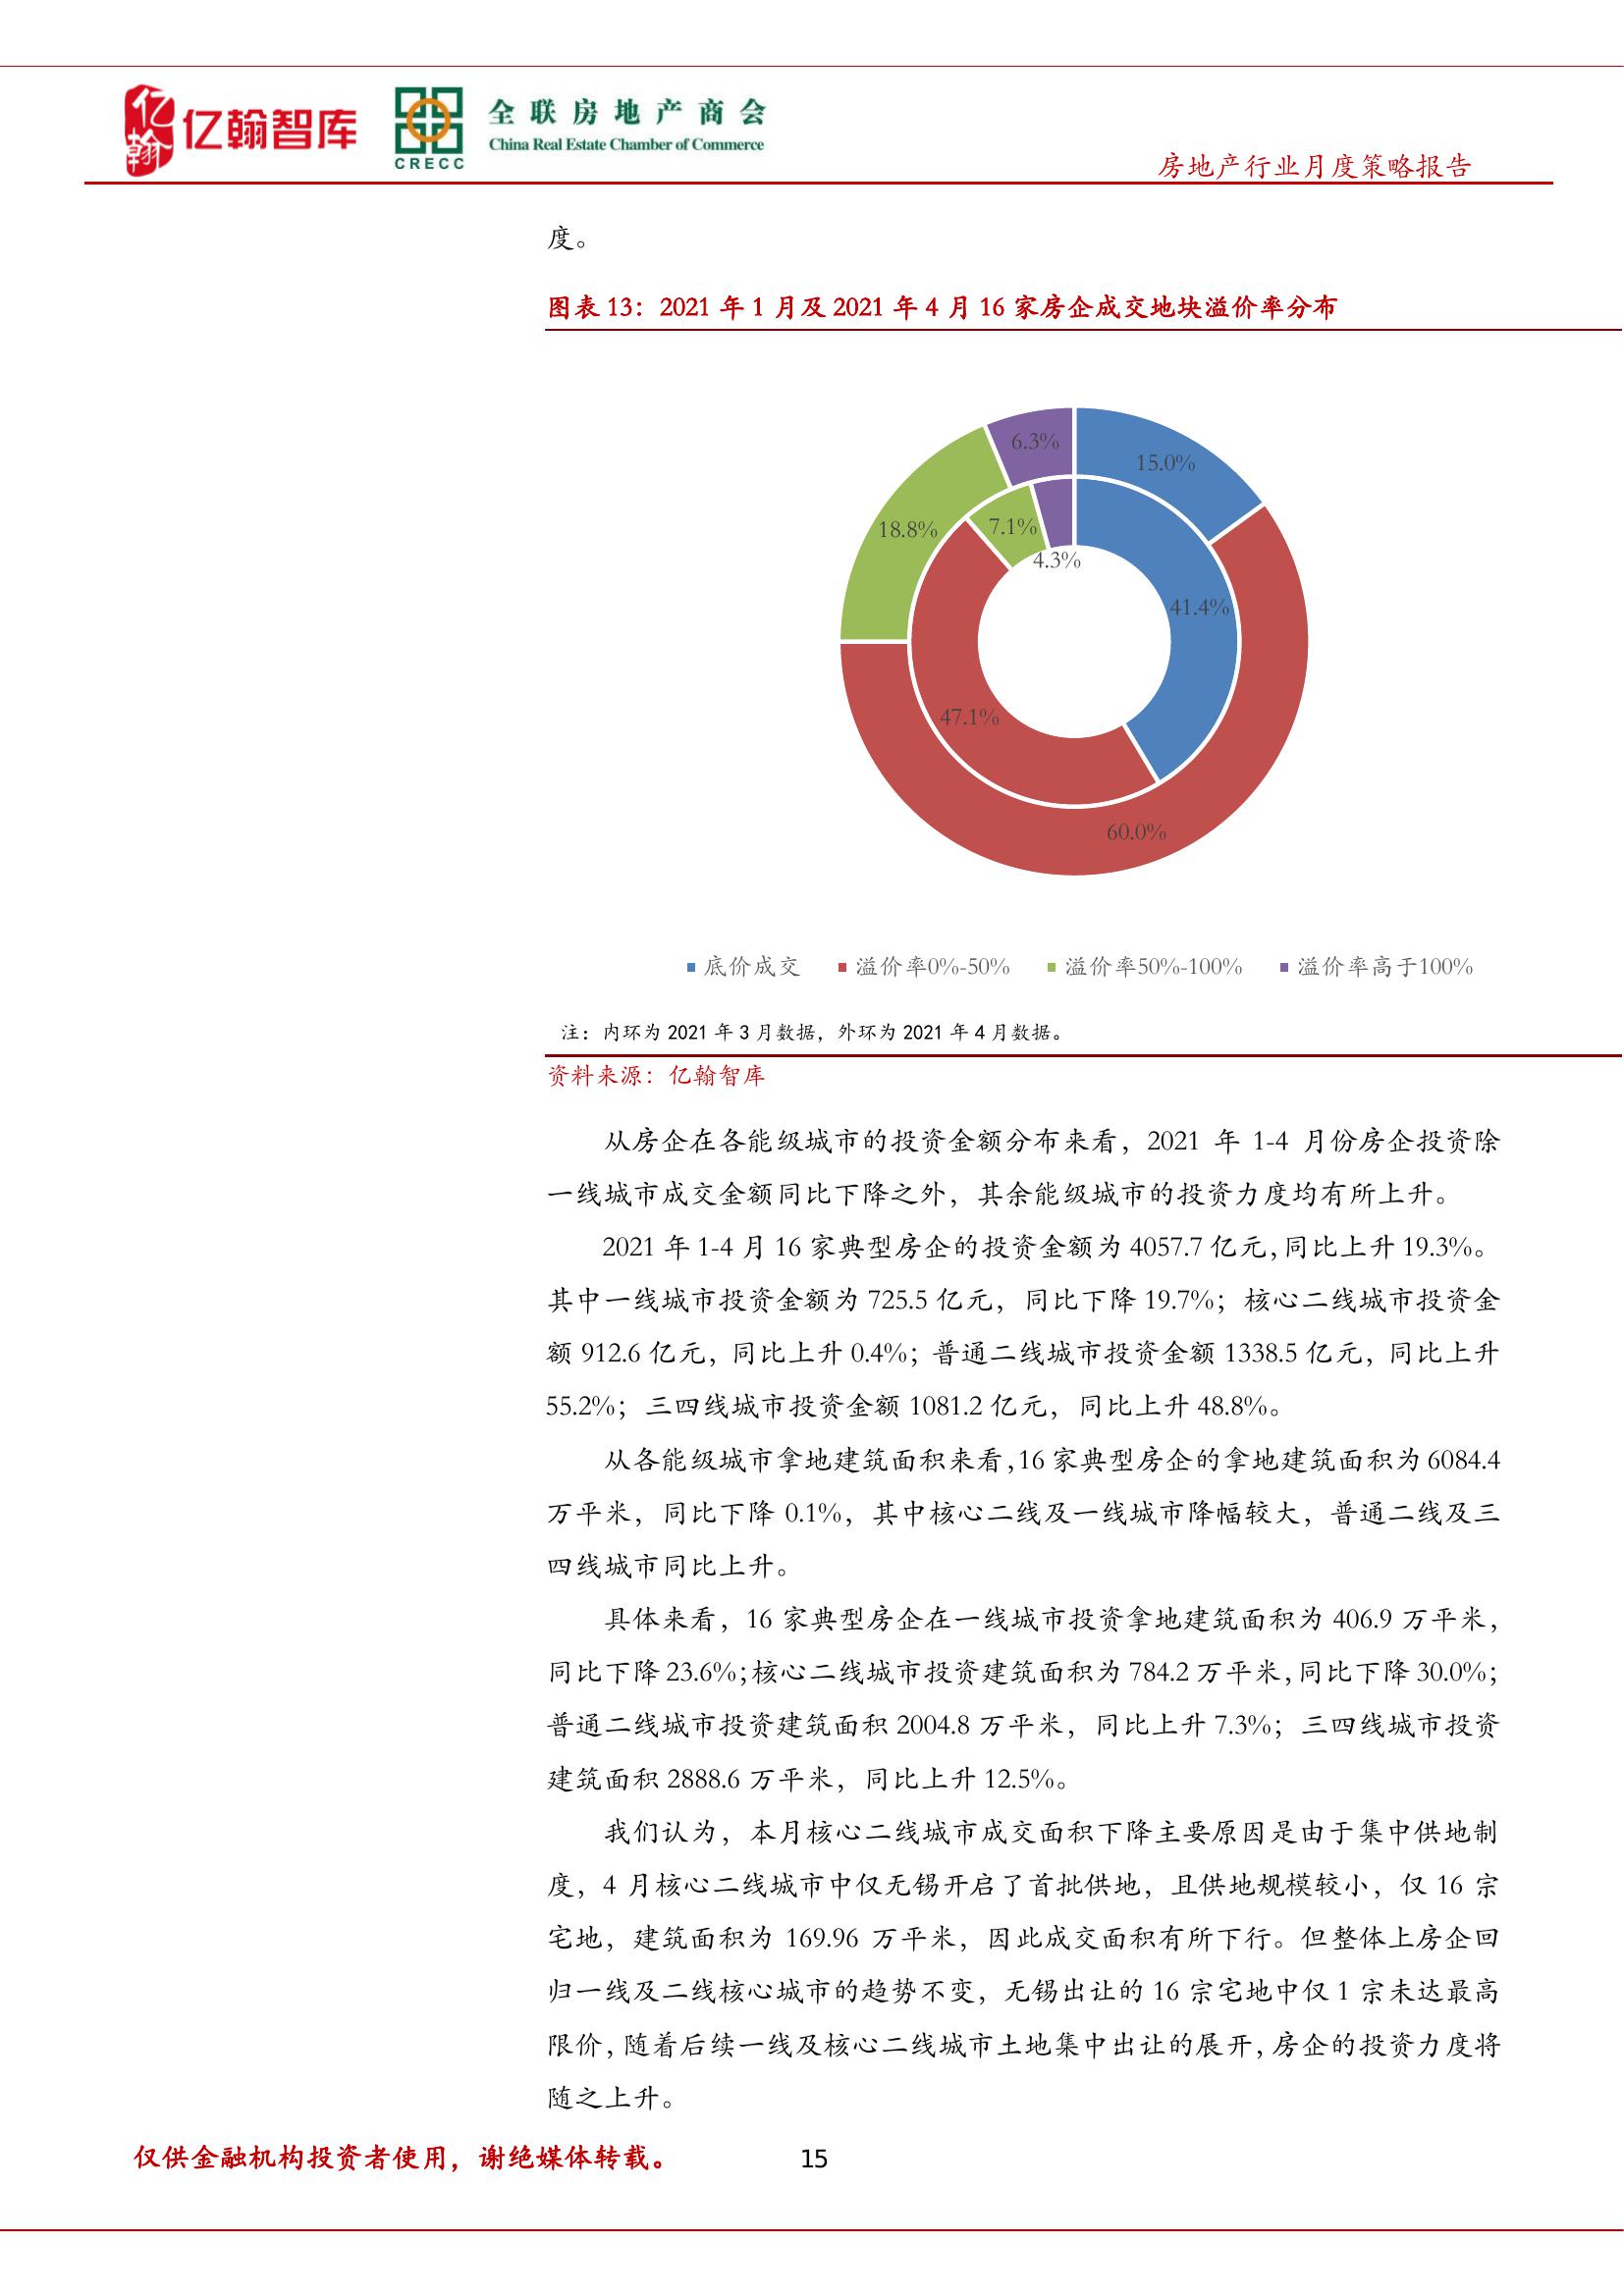 亿翰
亿翰智库
CRECC
全联房地产商会
China Real Estate Chamber of Commerce
房地产行业月度策略报告
度。
图表 13：2021 年 1 月及 2021 年 4 月 16 家房企成交地块溢价率分布
6.3%
15.0%
18.8%
7.1%
4.3%
41.4%
47.1%
60.0%
底价成交 溢价率0%-50% 溢价率50%-100% 溢价率高于100%
注：内环为 2021 年 3 月数据，外环为 2021 年 4 月数据。
资料来源：亿翰智库
从房企在各能级城市的投资金额分布来看，2021 年 1-4 月份房企投资除
一线城市成交金额同比下降之外，其余能级城市的投资力度均有所上升。
2021 年 1-4 月 16 家典型房企的投资金额为 4057.7 亿元，同比上升 19.3%。
其中一线城市投资金额为 725.5 亿元，同比下降 19.7%；核心二线城市投资金
额 912.6 亿元，同比上升 0.4%；普通二线城市投资金额 1338.5 亿元，同比上升
55.2%；三四线城市投资金额 1081.2 亿元，同比上升 48.8%。
从各能级城市拿地建筑面积来看，16 家典型房企的拿地建筑面积为 6084.4
万平米，同比下降 0.1%，其中核心二线及一线城市降幅较大，普通二线及三
四线城市同比上升。
具体来看，16 家典型房企在一线城市投资拿地建筑面积为 406.9 万平米，
同比下降 23.6%；核心二线城市投资建筑面积为 784.2 万平米，同比下降 30.0%；
普通二线城市投资建筑面积 2004.8 万平米，同比上升 7.3%；三四线城市投资
建筑面积 2888.6 万平米，同比上升 12.5%。
我们认为，本月核心二线城市成交面积下降主要原因是由于集中供地制
度，4 月核心二线城市中仅无锡开启了首批供地，且供地规模较小，仅 16 宗
宅地，建筑面积为 169.96 万平米，因此成交面积有所下行。但整体上房企回
归一线及二线核心城市的趋势不变，无锡出让的 16 宗宅地中仅 1 宗未达最高
限价，随着后续一线及核心二线城市土地集中出让的展开，房企的投资力度将
随之上升。
仅供金融机构投资者使用，谢绝媒体转载。 15